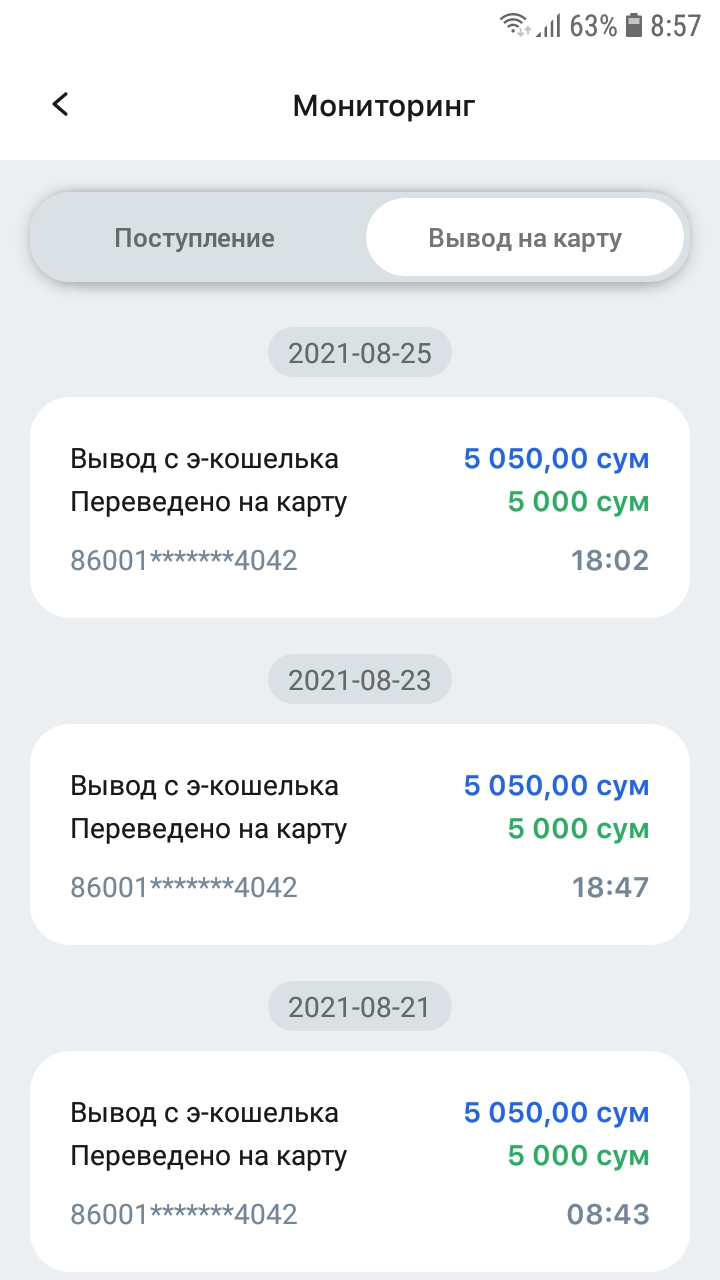 63% 8:57
Мониторинг
Поступление Вывод на карту
2021-08-25
Вывод с э-кошелька 5 050,00 сум
Переведено на карту 5 000 сум
86001*******4042 18:02
2021-08-23
Вывод с э-кошелька 5 050,00 сум
Переведено на карту 5 000 сум
86001*******4042 18:47
2021-08-21
Вывод с э-кошелька 5 050,00 сум
Переведено на карту 5 000 сум
86001*******4042 08:43